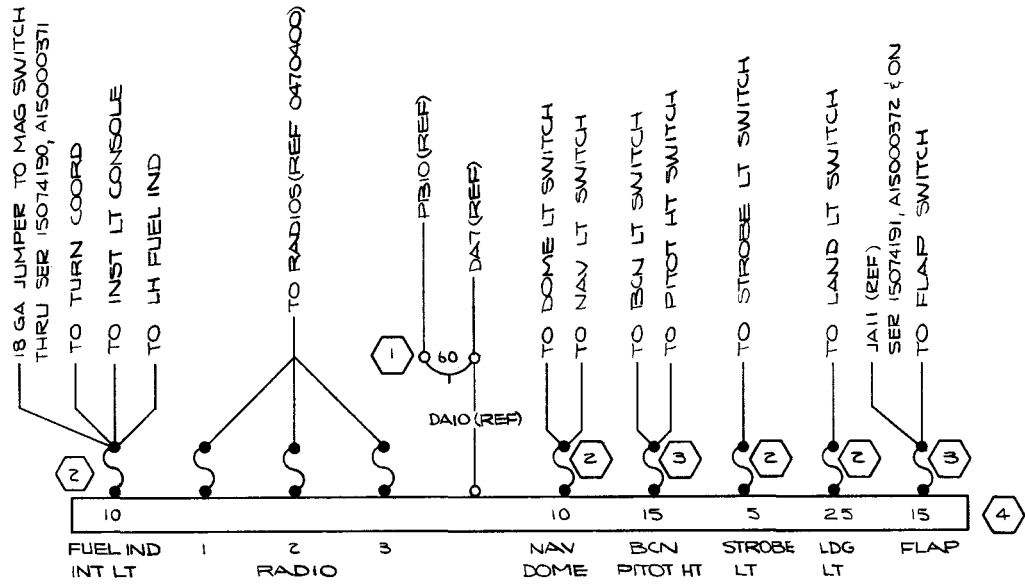 18 GA JUMPER TO MAG SWITCH
THRU SER 15074190, A15000371
TO TURN COORD
TO INST LT CONSOLE
TO LH FUEL IND
TO RADIOS (REF 0470400)
PB10 (REF)
DA7 (REF)
TO DOME LT SWITCH
TO NAV LT SWITCH
TO BCN LT SWITCH
TO PITOT HT SWITCH
TO STROBE LT SWITCH
TO LAND LT SWITCH
JA11 (REF)
SER 15074191, A15000372 & ON
TO FLAP SWITCH
1
60
DA10 (REF)
2
2
3
2
2
3
10
10
15
5
25
15
4
FUEL IND
INT LT
1
2
3
RADIO
NAV
DOME
BCN
PITOT HT
STROBE
LT
LDG
LT
FLAP